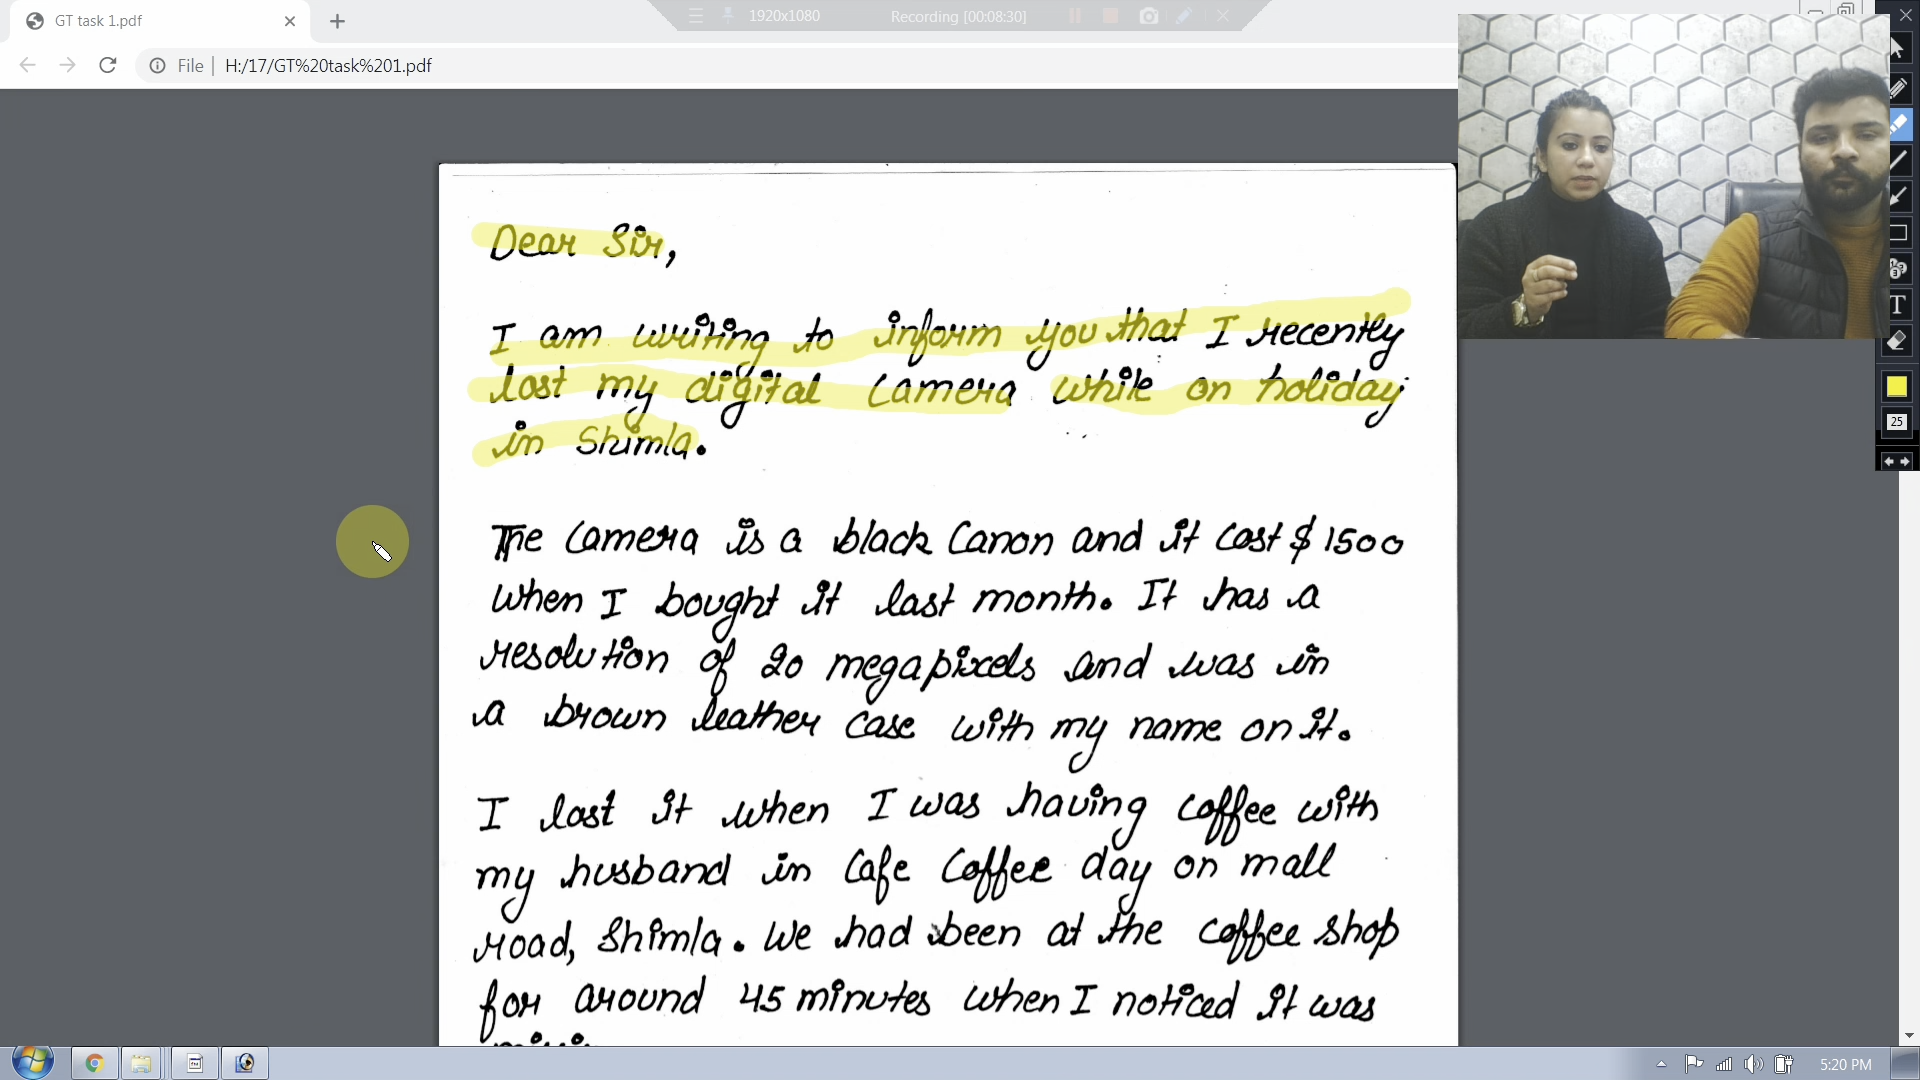 GT task 1.pdf
1920x1080
Recording [00:08:30]
File
H:/17/GT%20task%201.pdf
Dear Sir,
I am writing to inform you that I recently
lost my digital Camera while on holiday
in Shimla.
The Camera is a black Canon and it cost $1500
when I bought it last month. It has a
resolution of 20 megapixels and was in
a brown leather case with my name on it.
I lost it when I was having coffee with
my husband in Cafe Coffee day on mall
road, Shimla. We had been at the coffee shop
for around 45 minutes when I noticed it was
T
25
5:20 PM